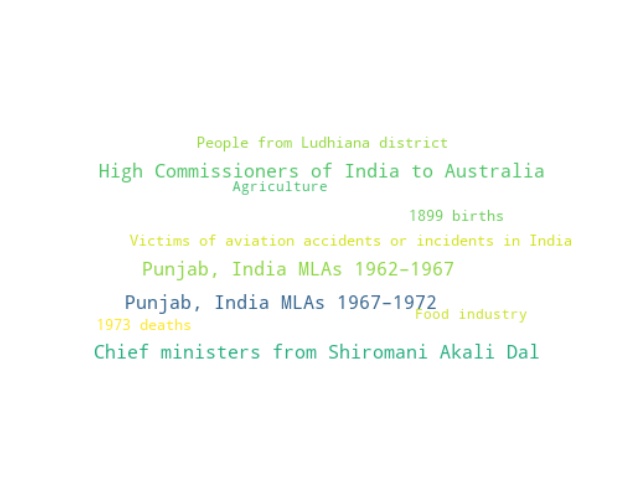 People from Ludhiana district
High Commissioners of India to Australia
Agriculture
1899 births
Victims of aviation accidents or incidents in India
Punjab, India MLAs 1962–1967
Punjab, India MLAs 1967–1972
Food industry
1973 deaths
Chief ministers from Shiromani Akali Dal